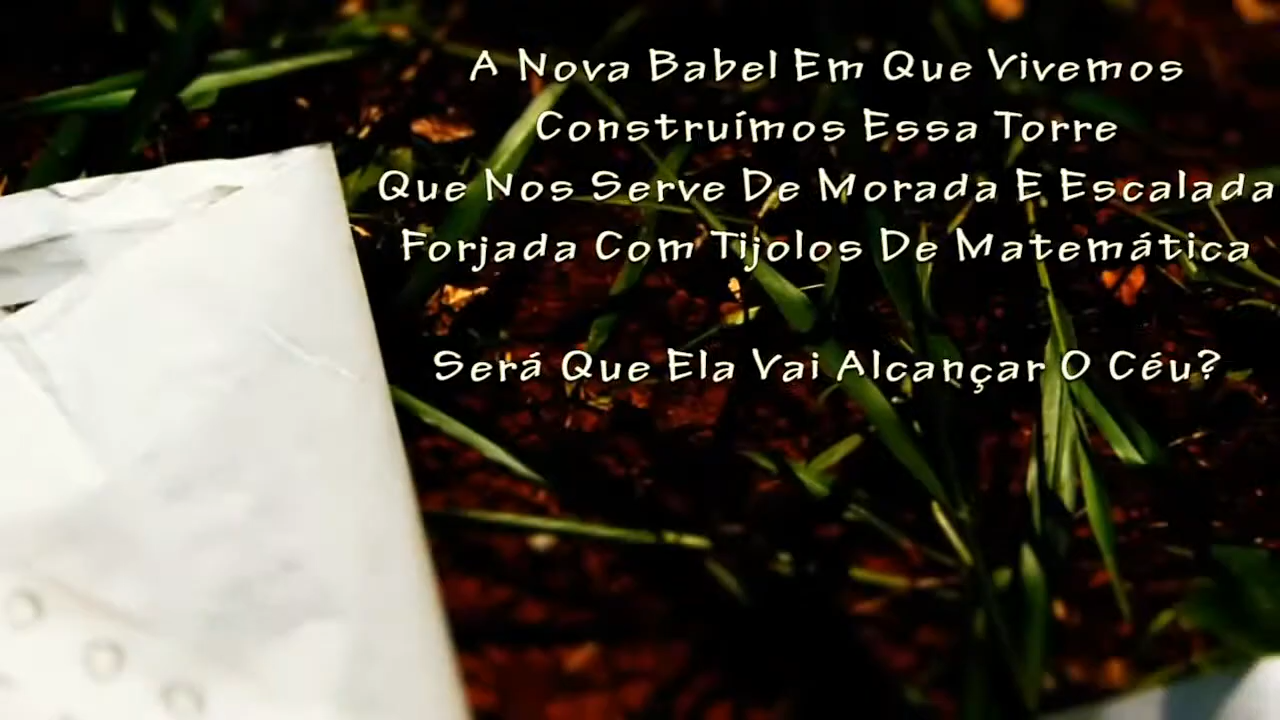 A Nova Babel Em Que Vivemos
Construímos Essa Torre
Que Nos Serve De Morada E Escalada
Forjada Com Tijolos De Matemática
Será Que Ela Vai Alcançar O Céu?